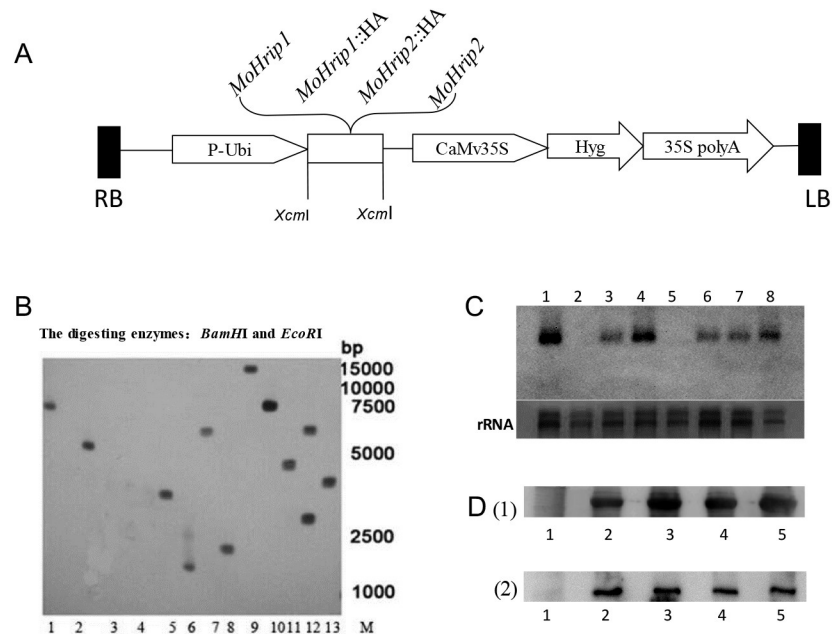 A
MoHrip1
MoHrip1::HA
MoHrip2::HA
MoHrip2
P-Ubi
CaMv35S
Hyg
35S polyA
RB
LB
XcmI
XcmI
B
The digesting enzymes：BamHI and EcoRI
bp
15000
10000
7500
5000
2500
1000
1 2 3 4 5 6 7 8 9 10 11 12 13 M
C
1 2 3 4 5 6 7 8
rRNA
D (1)
1 2 3 4 5
(2)
1 2 3 4 5